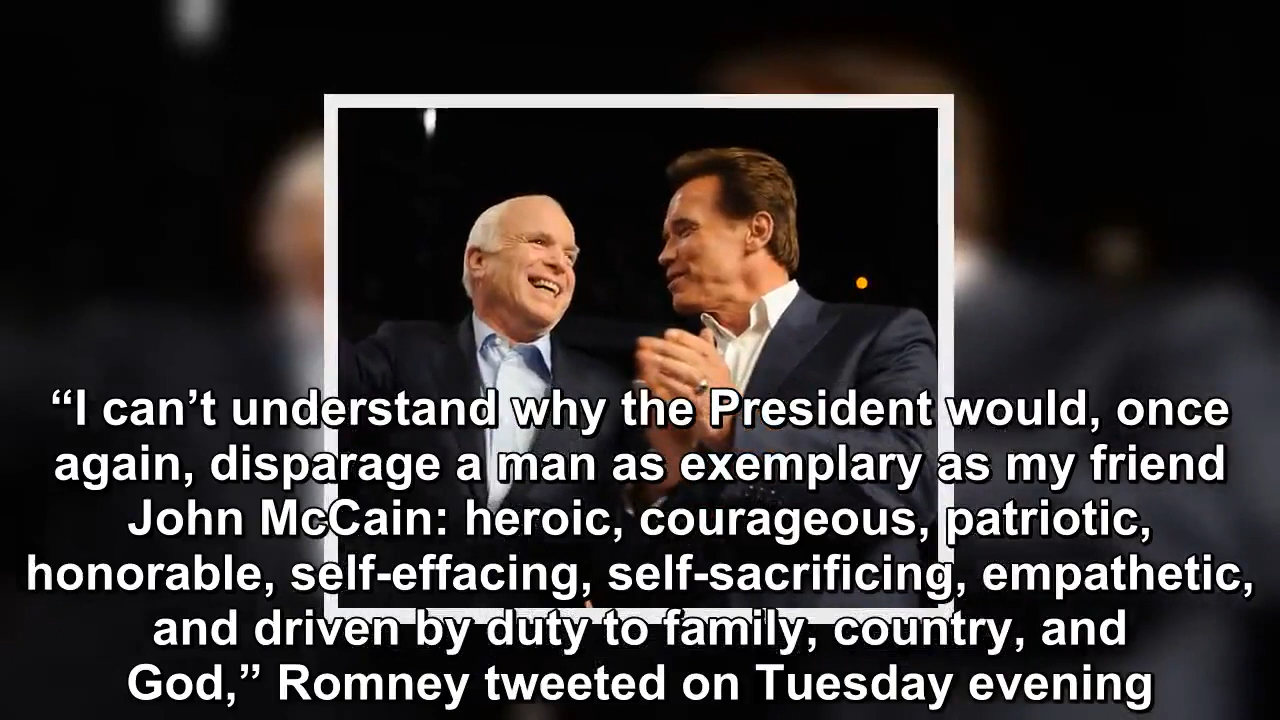 “I can’t understand why the President would, once
again, disparage a man as exemplary as my friend
John McCain: heroic, courageous, patriotic,
honorable, self-effacing, self-sacrificing, empathetic,
and driven by duty to family, country, and
God,” Romney tweeted on Tuesday evening